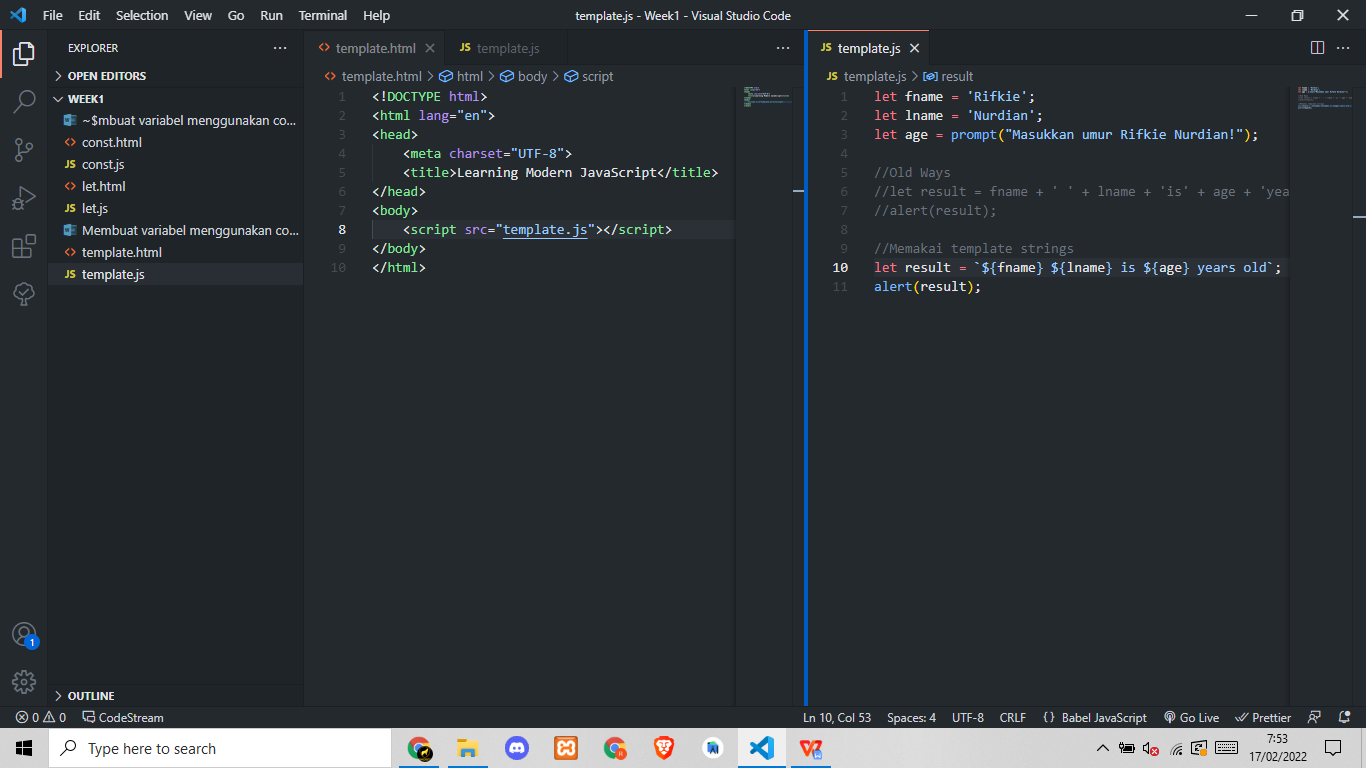 File Edit Selection View Go Run Terminal Help template.js - Week1 - Visual Studio Code
EXPLORER
OPEN EDITORS
WEEK1
~$mbuat variabel menggunakan co...
const.html
JS const.js
let.html
JS let.js
Membuat variabel menggunakan co...
template.html
JS template.js
OUTLINE
template.html JS template.js
template.html > html > body > script
1 <!DOCTYPE html>
2 <html lang="en">
3 <head>
4 <meta charset="UTF-8">
5 <title>Learning Modern JavaScript</title>
6 </head>
7 <body>
8 <script src="template.js"></script>
9 </body>
10 </html>
JS template.js
JS template.js > result
1 let fname = 'Rifkie';
2 let lname = 'Nurdian';
3 let age = prompt("Masukkan umur Rifkie Nurdian!");
4
5 //Old Ways
6 //let result = fname + ' ' + lname + 'is' + age + 'yea
7 //alert(result);
8
9 //Memakai template strings
10 let result = `${fname} ${lname} is ${age} years old`;
11 alert(result);
1
0 0 CodeStream Ln 10, Col 53 Spaces: 4 UTF-8 CRLF {} Babel JavaScript Go Live Prettier
Type here to search
7:53
17/02/2022